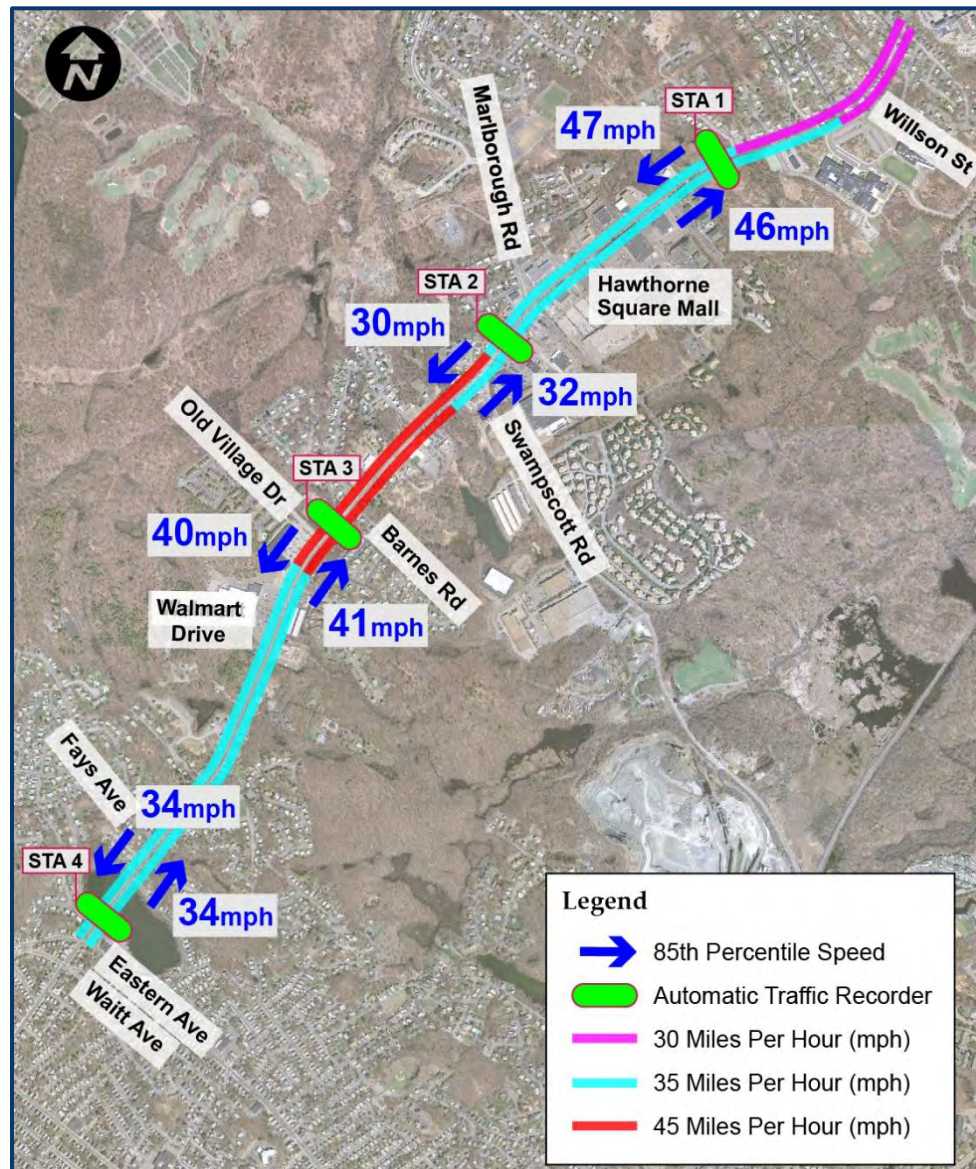 N
STA 1
47mph
Willson St
Marlborough Rd
46mph
Hawthorne
Square Mall
STA 2
30mph
32mph
Swampscott Rd
Old Village Dr
STA 3
40mph
Barnes Rd
Walmart
Drive
41mph
Fays Ave
34mph
STA 4
34mph
Eastern Ave
Waitt Ave
Legend
85th Percentile Speed
Automatic Traffic Recorder
30 Miles Per Hour (mph)
35 Miles Per Hour (mph)
45 Miles Per Hour (mph)